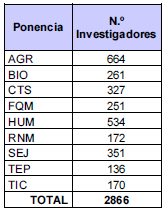 Ponencia N.º Investigadores
AGR 664
BIO 261
CTS 327
FQM 251
HUM 534
RNM 172
SEJ 351
TEP 136
TIC 170
TOTAL 2866